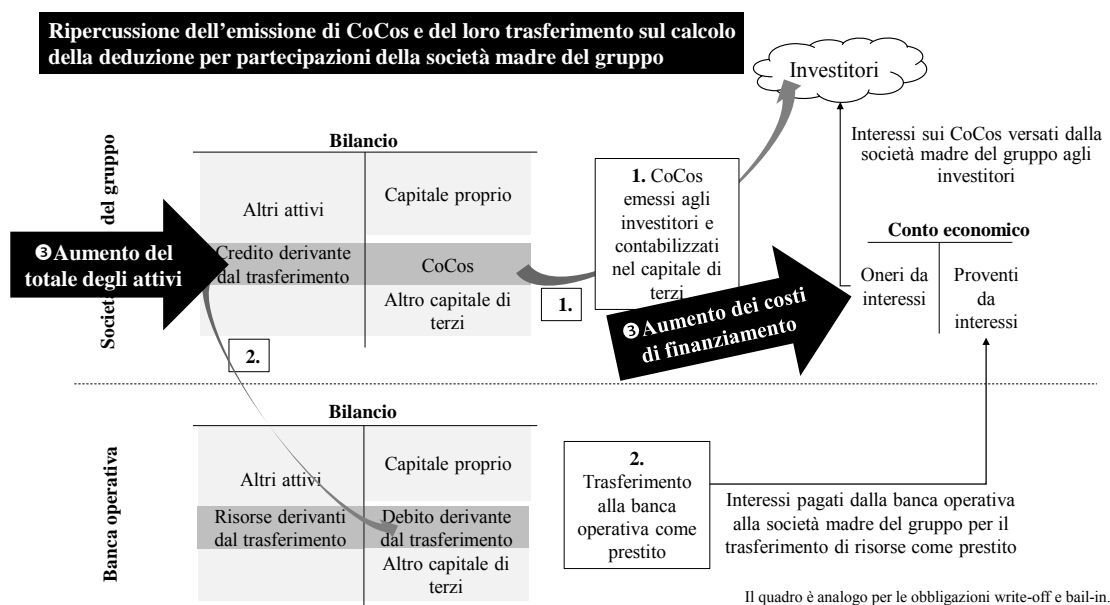 Ripercussione dell'emissione di CoCos e del loro trasferimento sul calcolo
della deduzione per partecipazioni della società madre del gruppo
Investitori
Bilancio
Capitale proprio
Altri attivi
Credito derivante
dal trasferimento
CoCos
Altro capitale di
terzi
del gruppo
❸Aumento del
totale degli attivi
1. CoCos
emessi agli
investitori e
contabilizzati
nel capitale di
terzi
1.
2.
❸Aumento dei costi
di finanziamento
Interessi sui CoCos versati dalla
società madre del gruppo agli
investitori
Conto economico
Oneri da
interessi
Proventi
da
interessi
Banca operativa
Bilancio
Capitale proprio
Altri attivi
Risorse derivanti
dal trasferimento
Debito derivante
dal trasferimento
Altro capitale di
terzi
2.
Trasferimento
alla banca
operativa come
prestito
Interessi pagati dalla banca operativa
alla società madre del gruppo per il
trasferimento di risorse come prestito
Il quadro è analogo per le obbligazioni write-off e bail-in.